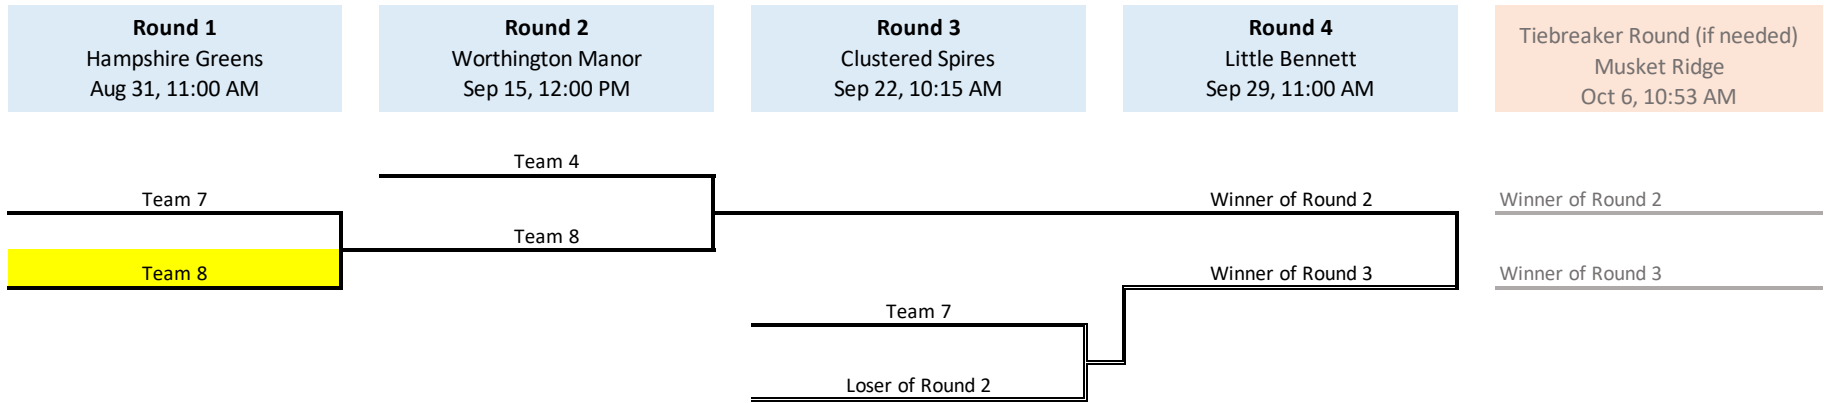 Round 1
Hampshire Greens
Aug 31, 11:00 AM
Round 2
Worthington Manor
Sep 15, 12:00 PM
Round 3
Clustered Spires
Sep 22, 10:15 AM
Round 4
Little Bennett
Sep 29, 11:00 AM
Tiebreaker Round (if needed)
Musket Ridge
Oct 6, 10:53 AM
Team 4
Team 7
Winner of Round 2
Winner of Round 2
Team 8
Team 8
Winner of Round 3
Winner of Round 3
Team 7
Loser of Round 2